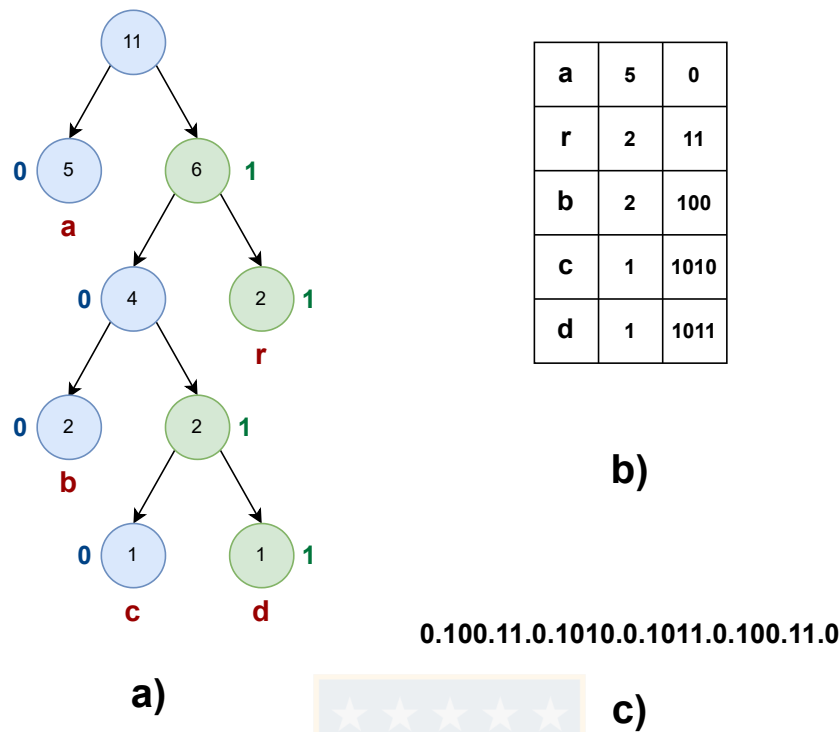 11
0 5 6 1
a
0 4 2 1
r
0 2 2 1
b
0 1 1 1
c d
a)
a 5 0
r 2 11
b 2 100
c 1 1010
d 1 1011
b)
0.100.11.0.1010.0.1011.0.100.11.0
c)